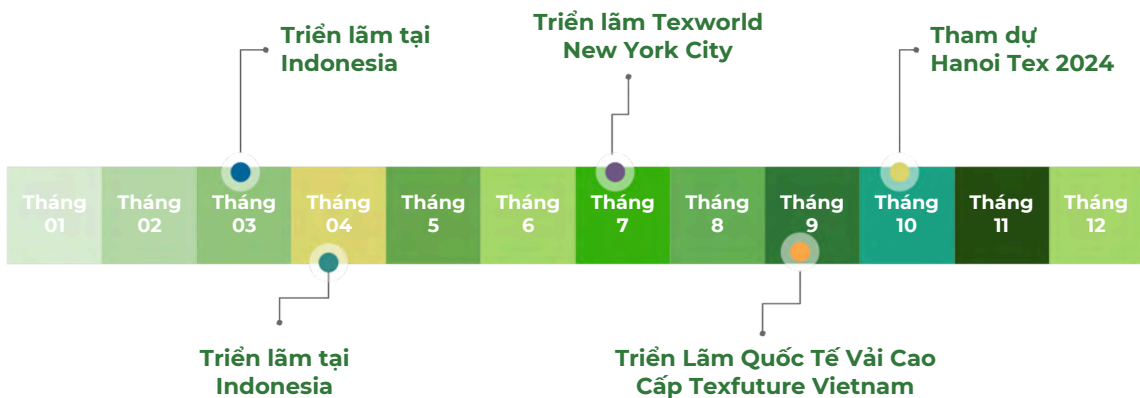 Triển lãm tại
Indonesia
Triển lãm Texworld
New York City
Tham dự
Hanoi Tex 2024
Tháng
01
Tháng
02
Tháng
03
Tháng
04
Tháng
5
Tháng
6
Tháng
7
Tháng
8
Tháng
9
Tháng
10
Tháng
11
Tháng
12
Triển lãm tại
Indonesia
Triển Lãm Quốc Tế Vải Cao
Cấp Texfuture Vietnam